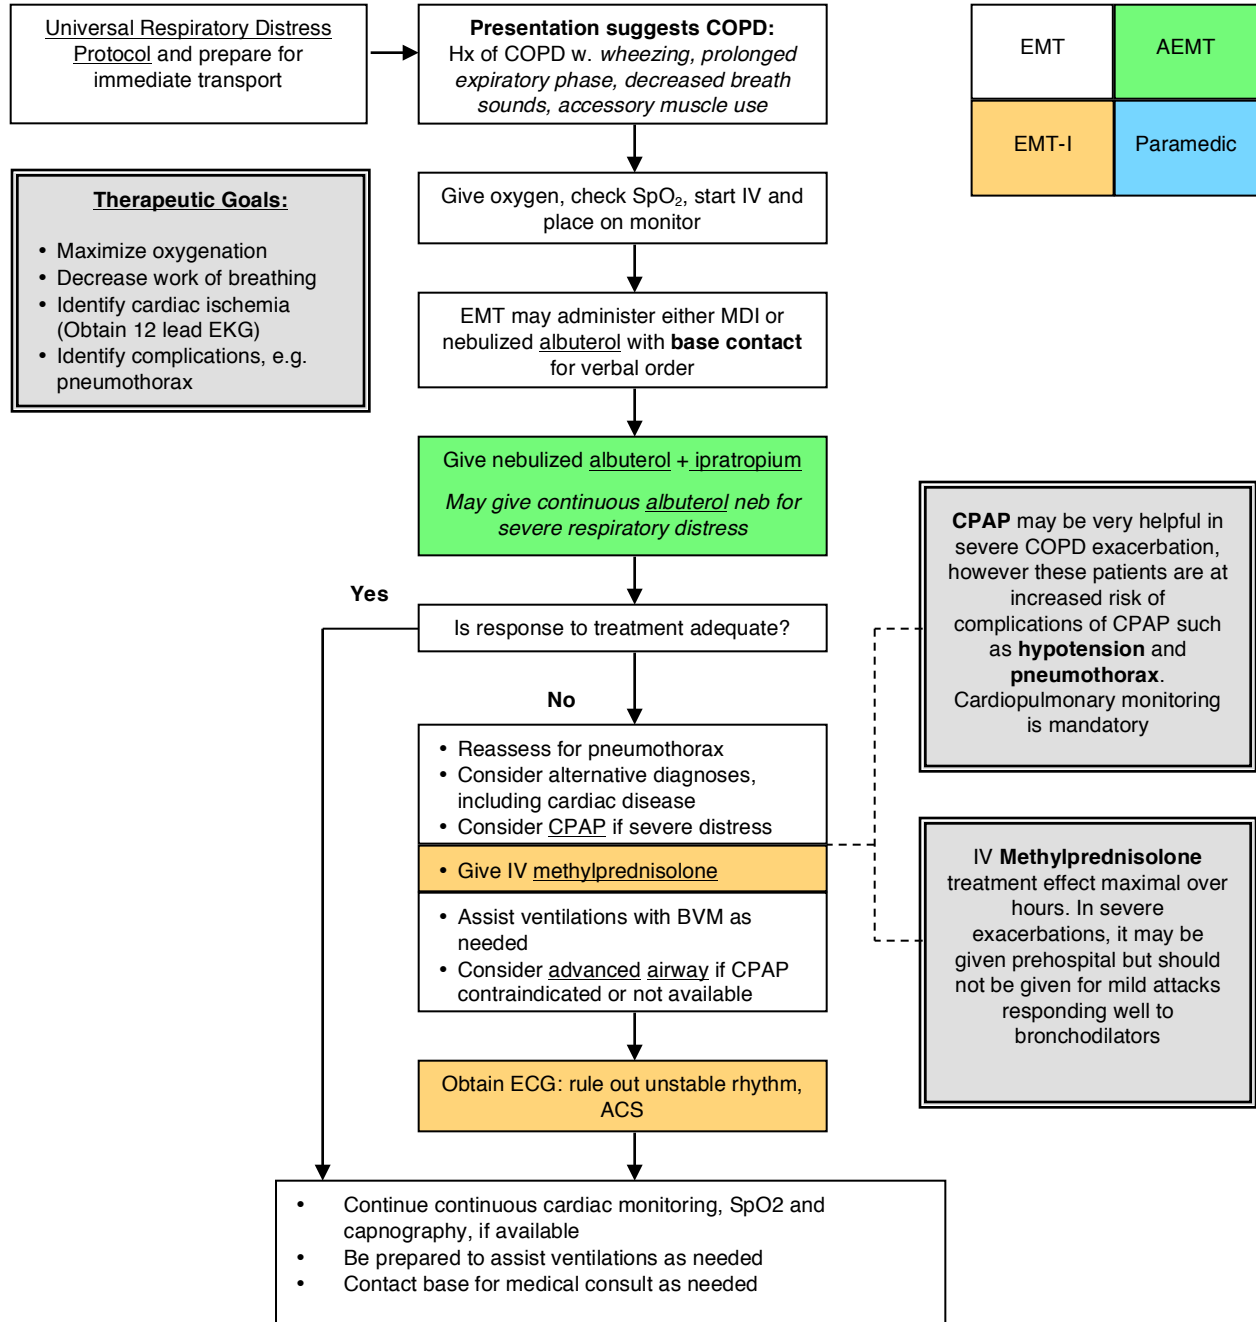 Universal Respiratory Distress
Protocol and prepare for
immediate transport
Presentation suggests COPD:
Hx of COPD w. wheezing, prolonged
expiratory phase, decreased breath
sounds, accessory muscle use
EMT
AEMT
EMT-I
Paramedic
Therapeutic Goals:
• Maximize oxygenation
• Decrease work of breathing
• Identify cardiac ischemia
(Obtain 12 lead EKG)
• Identify complications, e.g.
pneumothorax
Give oxygen, check SpO₂, start IV and
place on monitor
EMT may administer either MDI or
nebulized albuterol with base contact
for verbal order
Give nebulized albuterol + ipratropium
May give continuous albuterol neb for
severe respiratory distress
Yes
Is response to treatment adequate?
No
• Reassess for pneumothorax
• Consider alternative diagnoses,
including cardiac disease
• Consider CPAP if severe distress
• Give IV methylprednisolone
• Assist ventilations with BVM as
needed
• Consider advanced airway if CPAP
contraindicated or not available
CPAP may be very helpful in
severe COPD exacerbation,
however these patients are at
increased risk of
complications of CPAP such
as hypotension and
pneumothorax.
Cardiopulmonary monitoring
is mandatory
IV Methylprednisolone
treatment effect maximal over
hours. In severe
exacerbations, it may be
given prehospital but should
not be given for mild attacks
responding well to
bronchodilators
Obtain ECG: rule out unstable rhythm,
ACS
• Continue continuous cardiac monitoring, SpO2 and
capnography, if available
• Be prepared to assist ventilations as needed
• Contact base for medical consult as needed